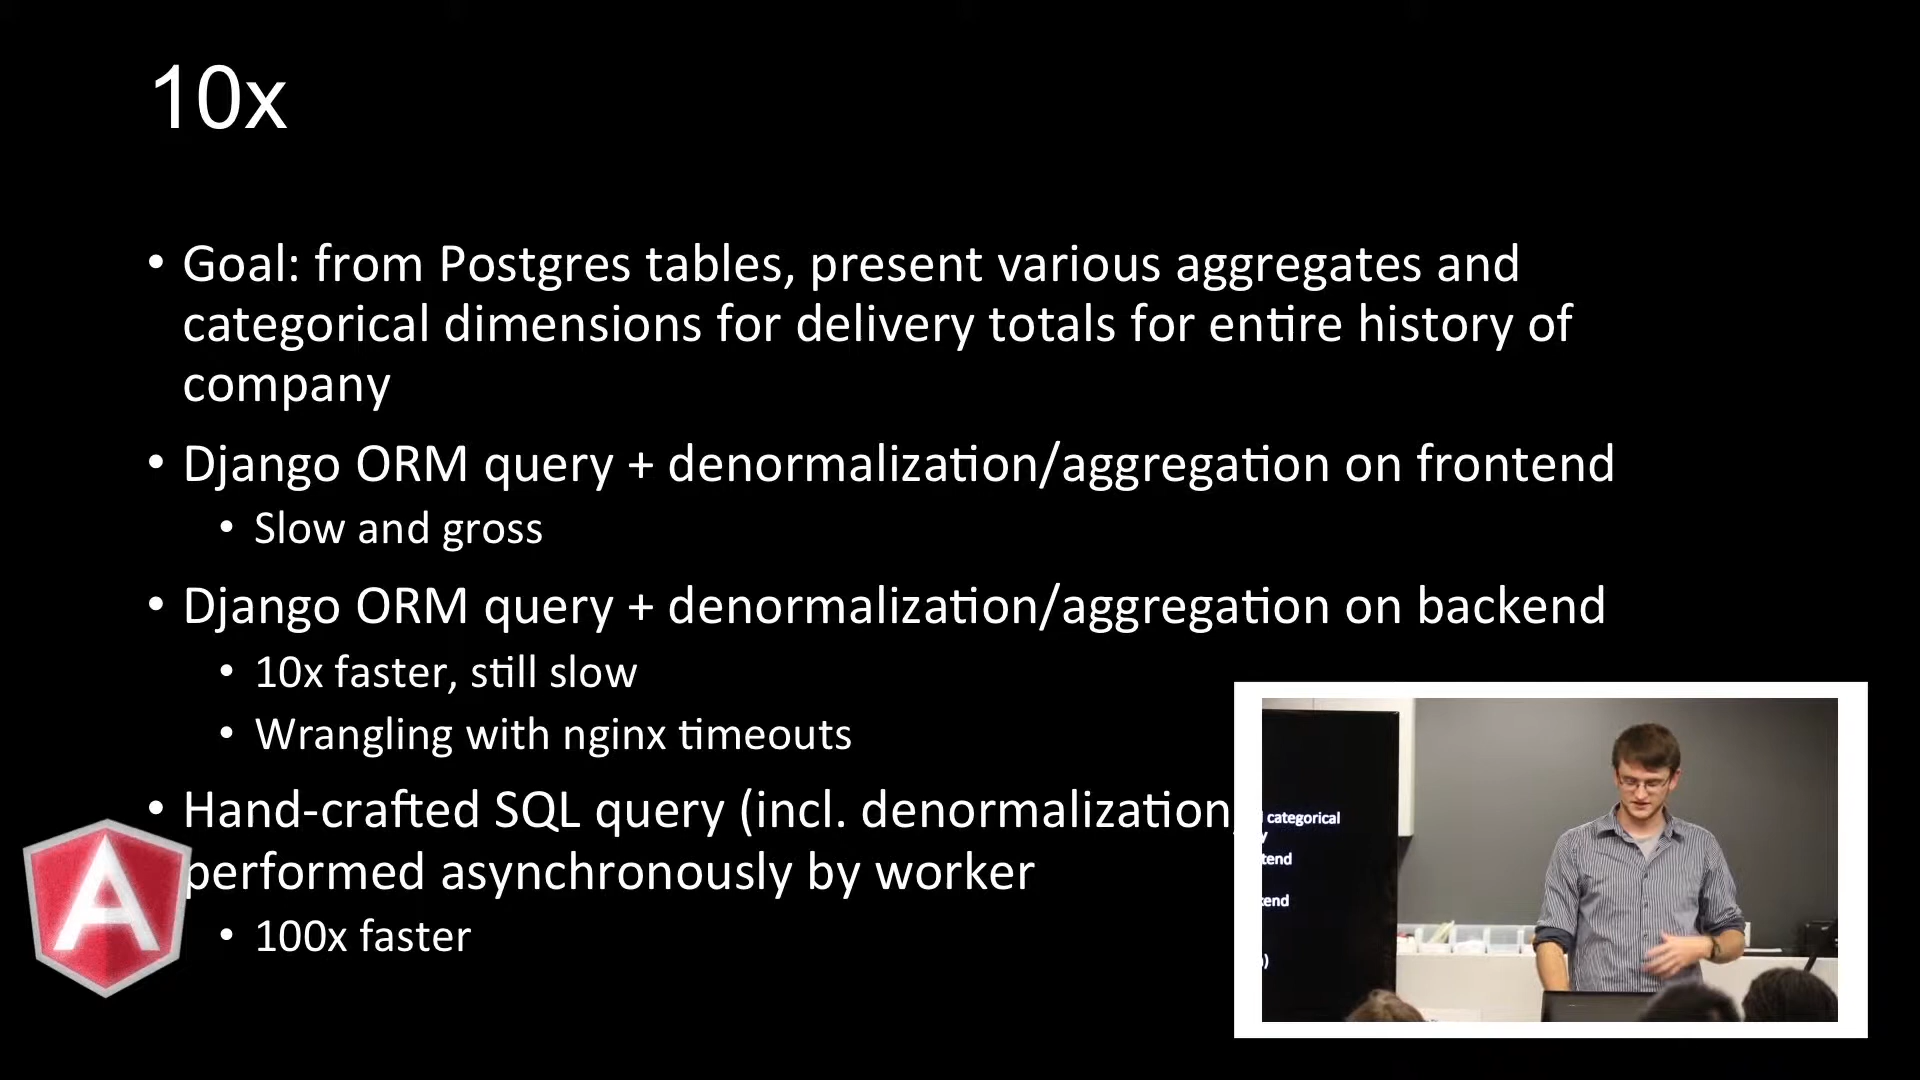 10x
• Goal: from Postgres tables, present various aggregates and
categorical dimensions for delivery totals for entire history of
company
• Django ORM query + denormalization/aggregation on frontend
• Slow and gross
• Django ORM query + denormalization/aggregation on backend
• 10x faster, still slow
• Wrangling with nginx timeouts
• Hand-crafted SQL query (incl. denormalization
performed asynchronously by worker
• 100x faster
A
categorical